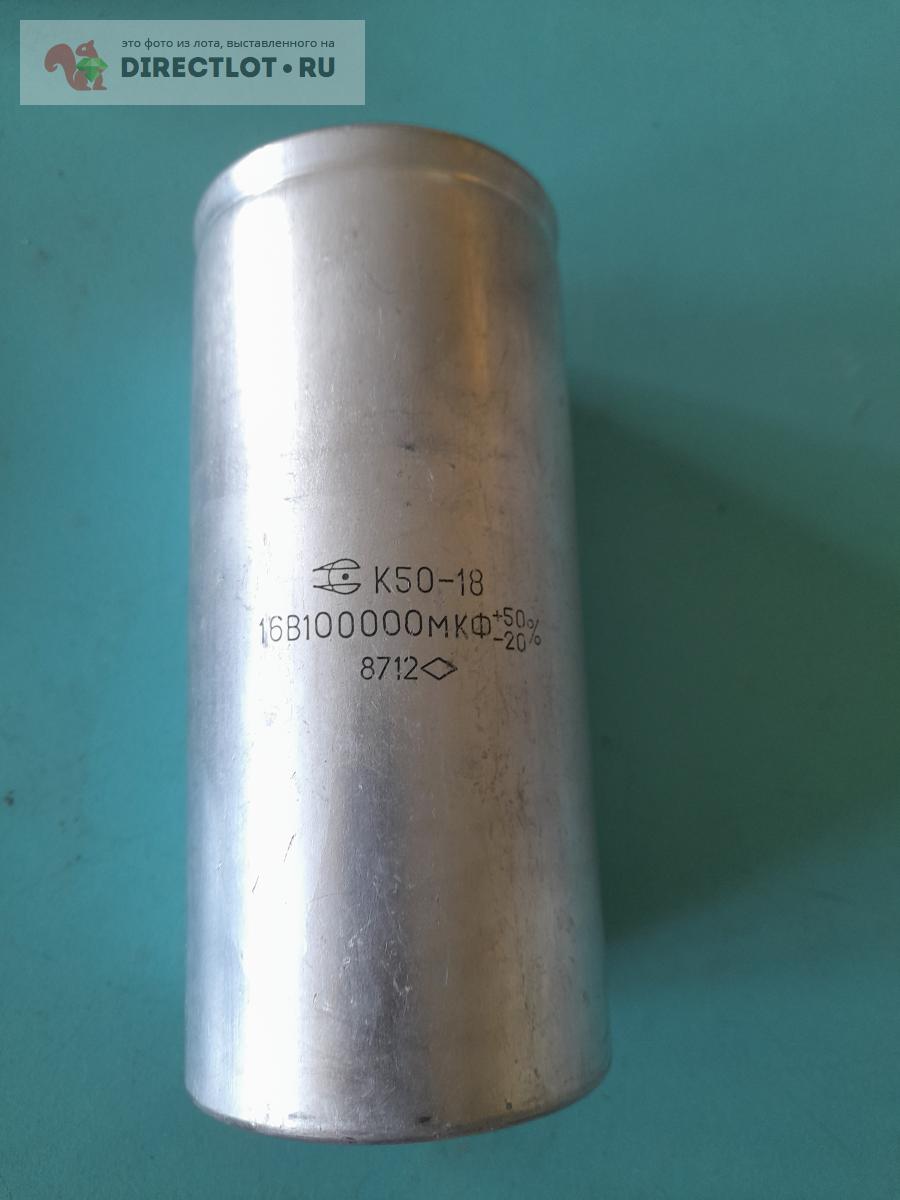 это фото из лота, выставленного на
DIRECTLOT•RU
К50-18
16В100000мкФ+50-20%
8712